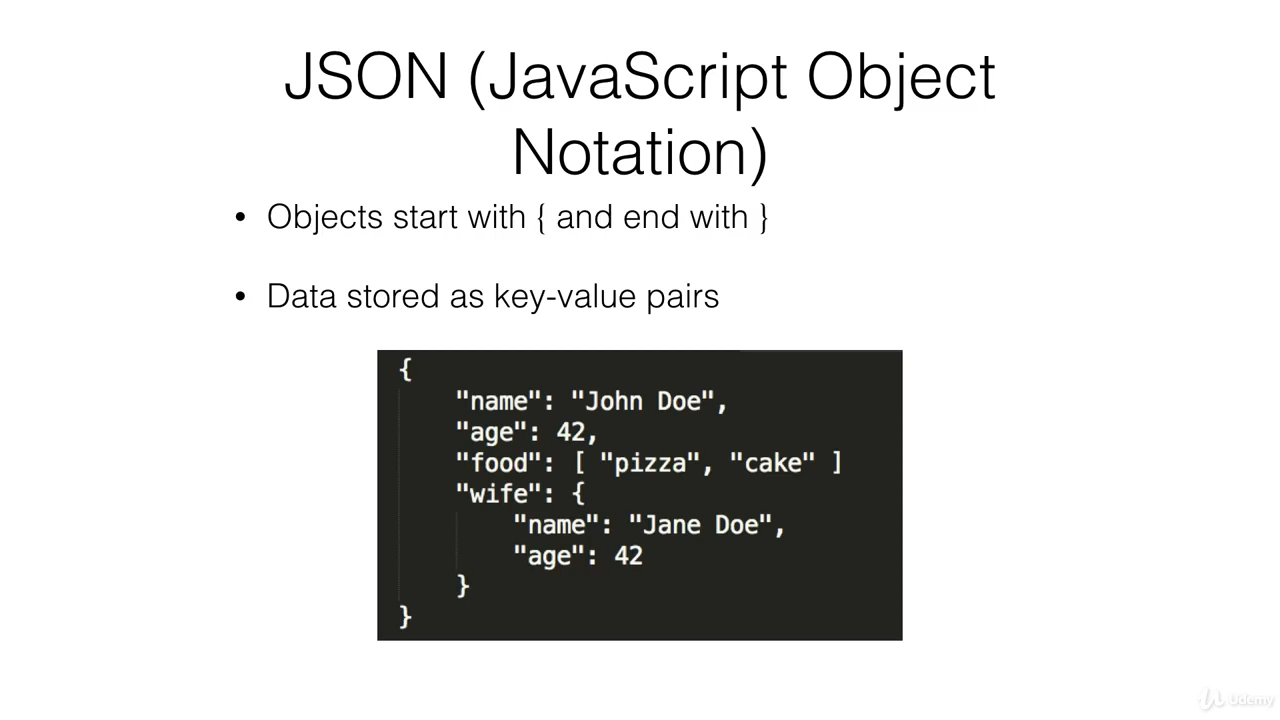 JSON (JavaScript Object
Notation)
• Objects start with { and end with }
• Data stored as key-value pairs
{
    "name": "John Doe",
    "age": 42,
    "food": [ "pizza", "cake" ]
    "wife": {
        "name": "Jane Doe",
        "age": 42
    }
}
Udemy